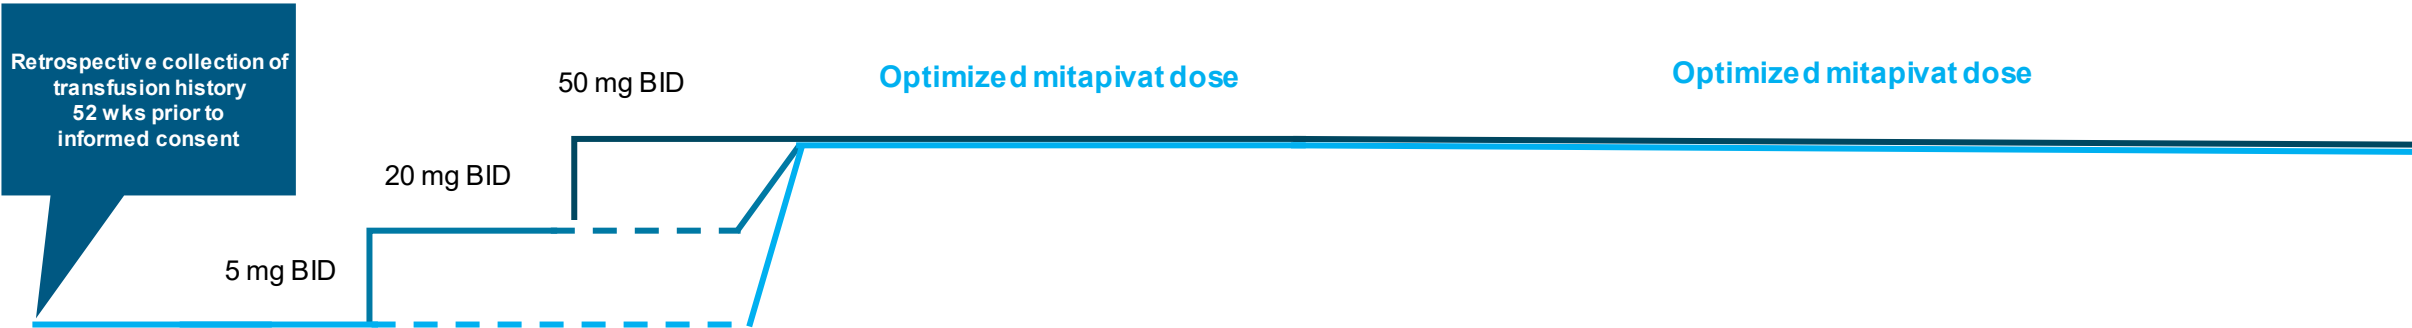 Retrospective collection of
transfusion history
52 wks prior to
informed consent
5 mg BID
20 mg BID
50 mg BID
Optimized mitapivat dose
Optimized mitapivat dose